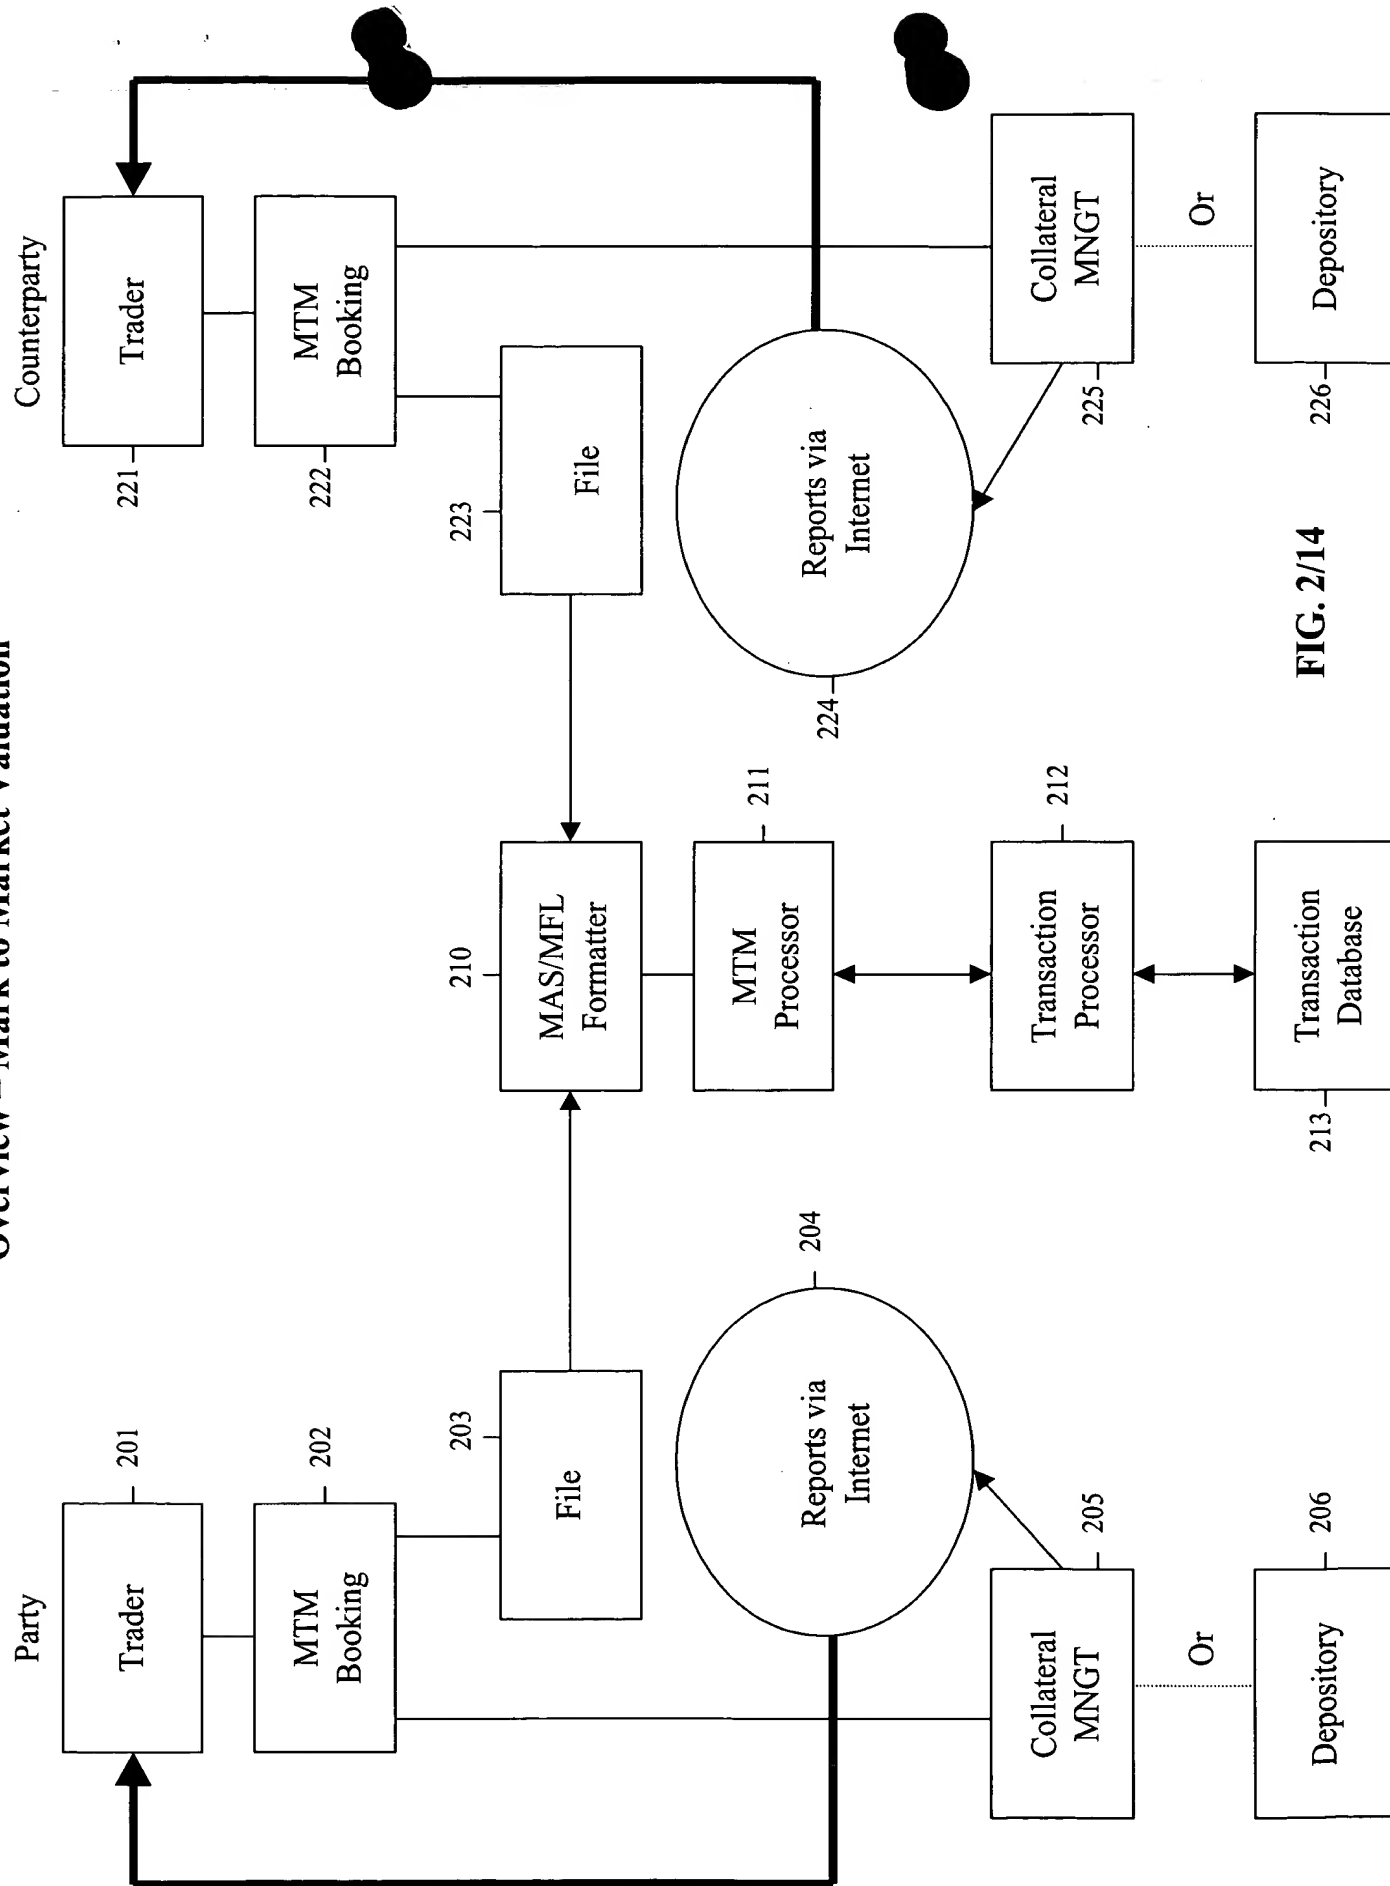 Overview – Mark to Market Valuation
Party
Counterparty
Trader
201
221
Trader
MTM
Booking
202
222
MTM
Booking
203
File
210
MAS/MFL
Formatter
223
File
Reports via
Internet
204
MTM
Processor
211
224
Reports via
Internet
Collateral
MNGT
205
Transaction
Processor
212
225
Collateral
MNGT
Or
Or
Depository
206
213
Transaction
Database
226
Depository
FIG. 2/14